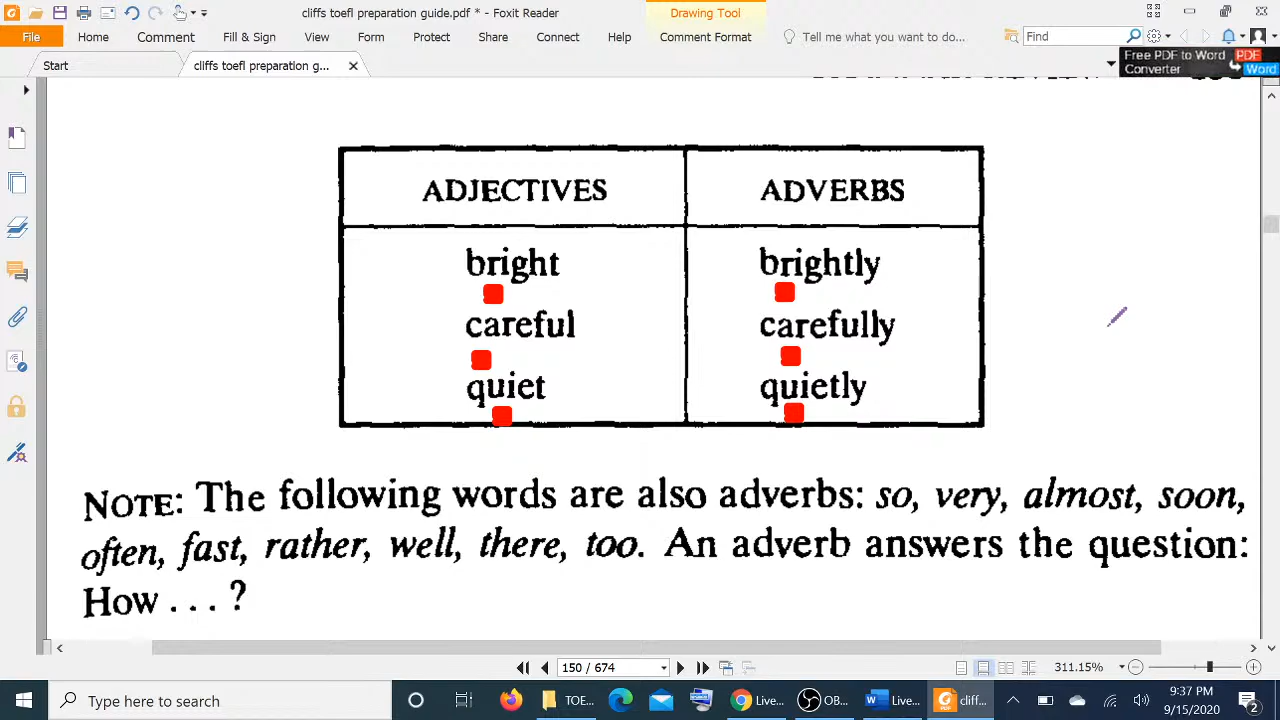 cliffs toefl preparation guide.pdf * - Foxit Reader
Drawing Tool
File Home Comment Fill & Sign View Form Protect Share Connect Help Comment Format Tell me what you want to do... Find
Start cliffs toefl preparation g...
Free PDF to Word Converter PDF Word
ADJECTIVES ADVERBS
bright brightly
careful carefully
quiet quietly
NOTE: The following words are also adverbs: so, very, almost, soon,
often, fast, rather, well, there, too. An adverb answers the question:
How . . . ?
150 / 674 311.15%
Type here to search TOE... Live... OB... Live... cliff... 9:37 PM
9/15/2020 2